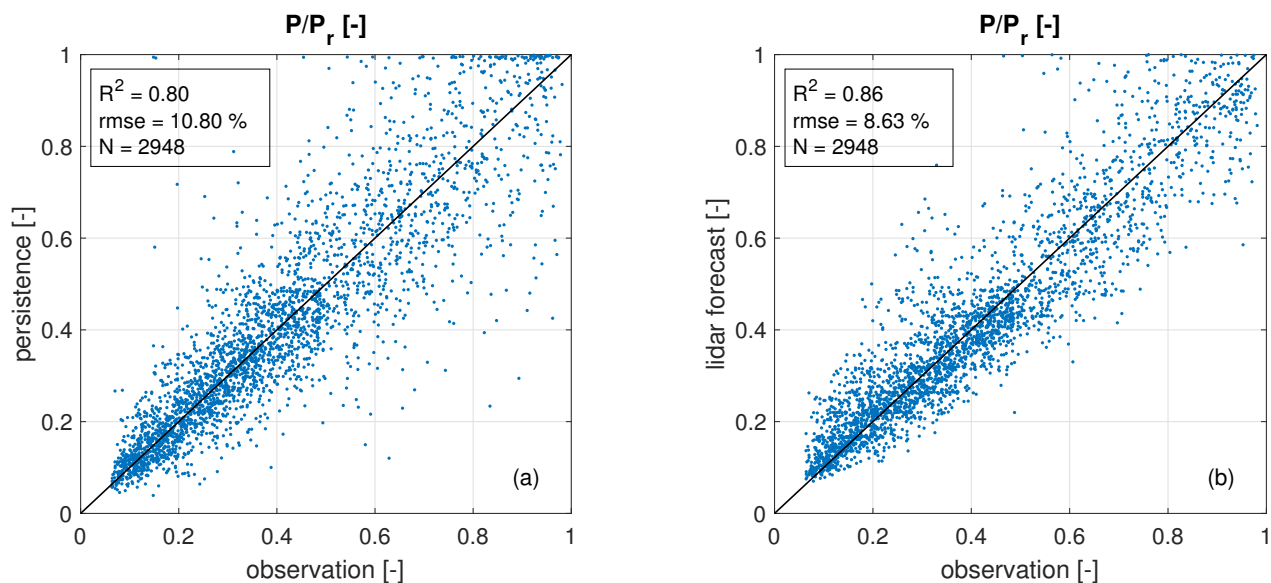 P/P_r [-]
R^2 = 0.80
rmse = 10.80 %
N = 2948
1
0.8
0.6
0.4
0.2
0
persistence [-]
(a)
0
0.2
0.4
0.6
0.8
1
observation [-]
P/P_r [-]
R^2 = 0.86
rmse = 8.63 %
N = 2948
1
0.8
0.6
0.4
0.2
0
lidar forecast [-]
(b)
0
0.2
0.4
0.6
0.8
1
observation [-]